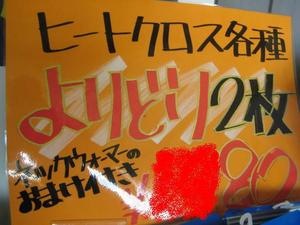 ヒートクロス各種
よりどり2枚
ネックウォーマーの
おまけ付き
80